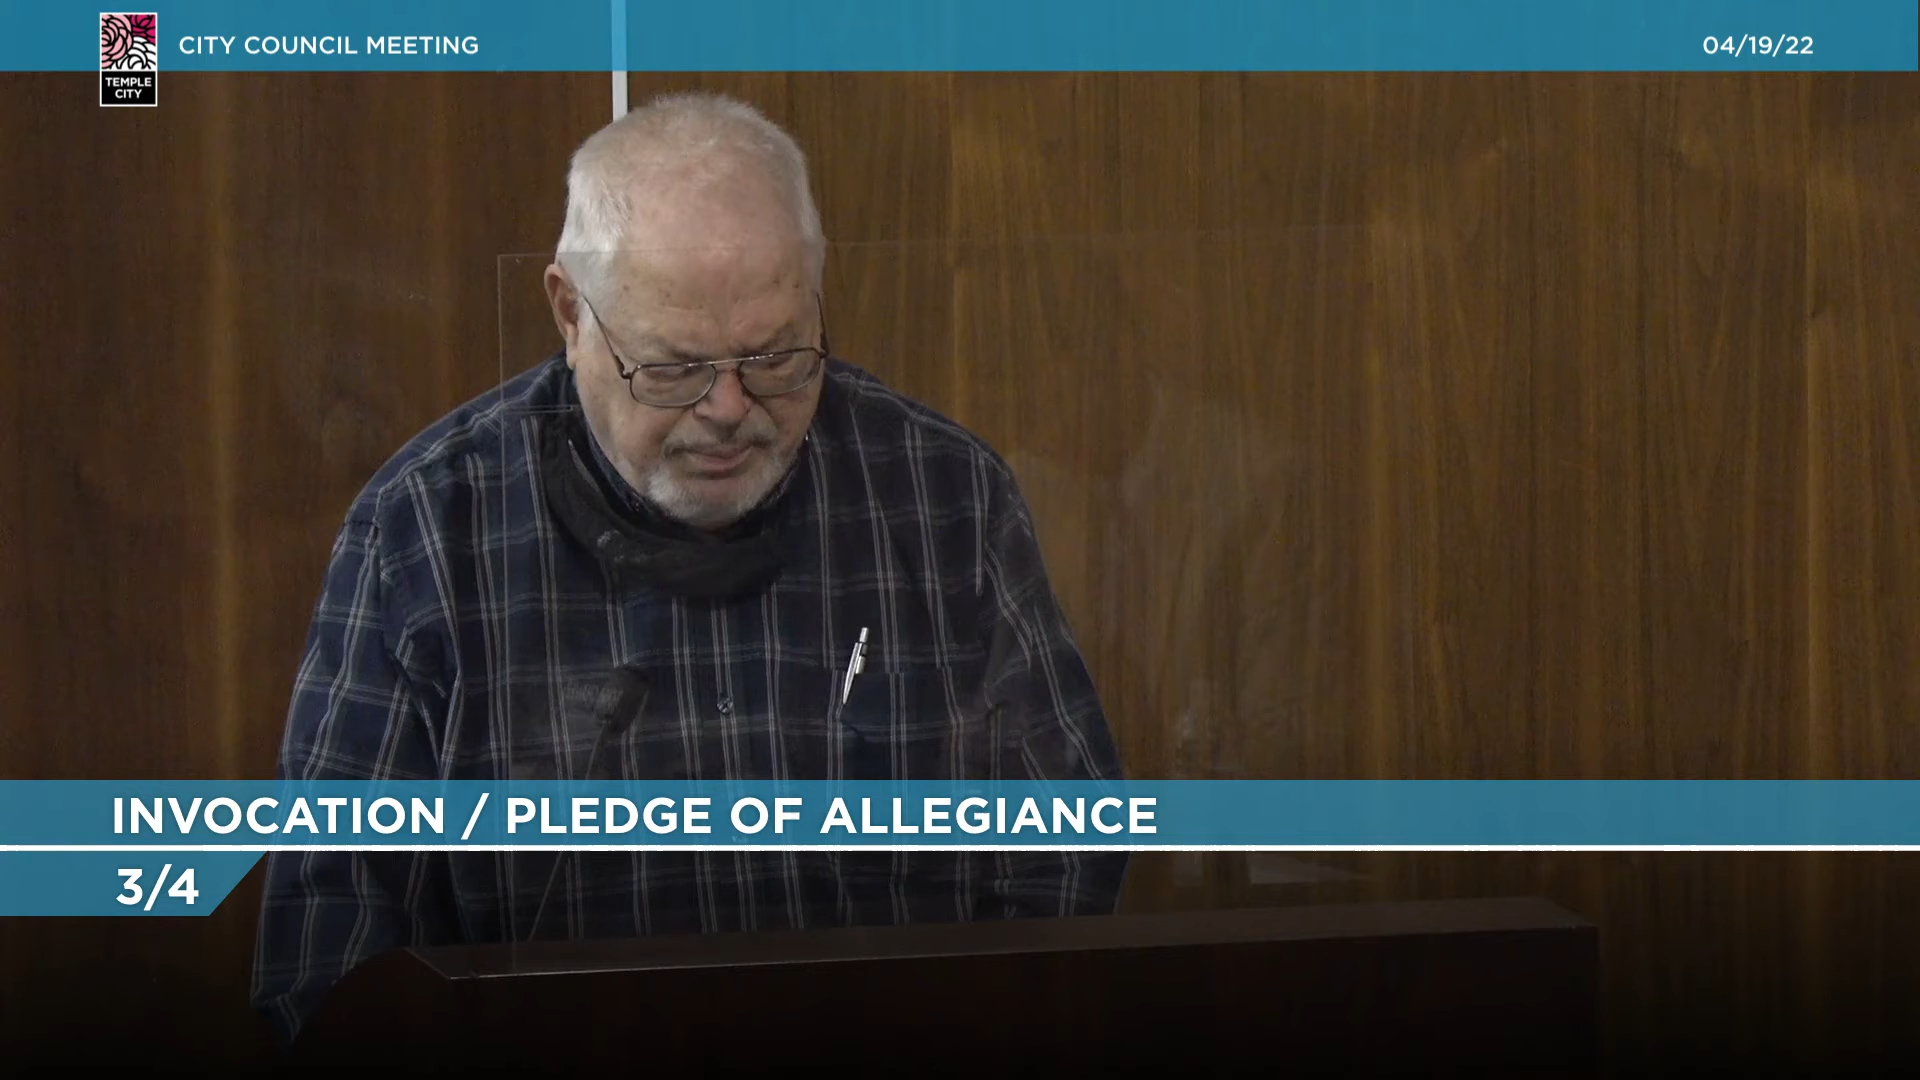 CITY COUNCIL MEETING
04/19/22
TEMPLE
CITY
INVOCATION / PLEDGE OF ALLEGIANCE
3/4